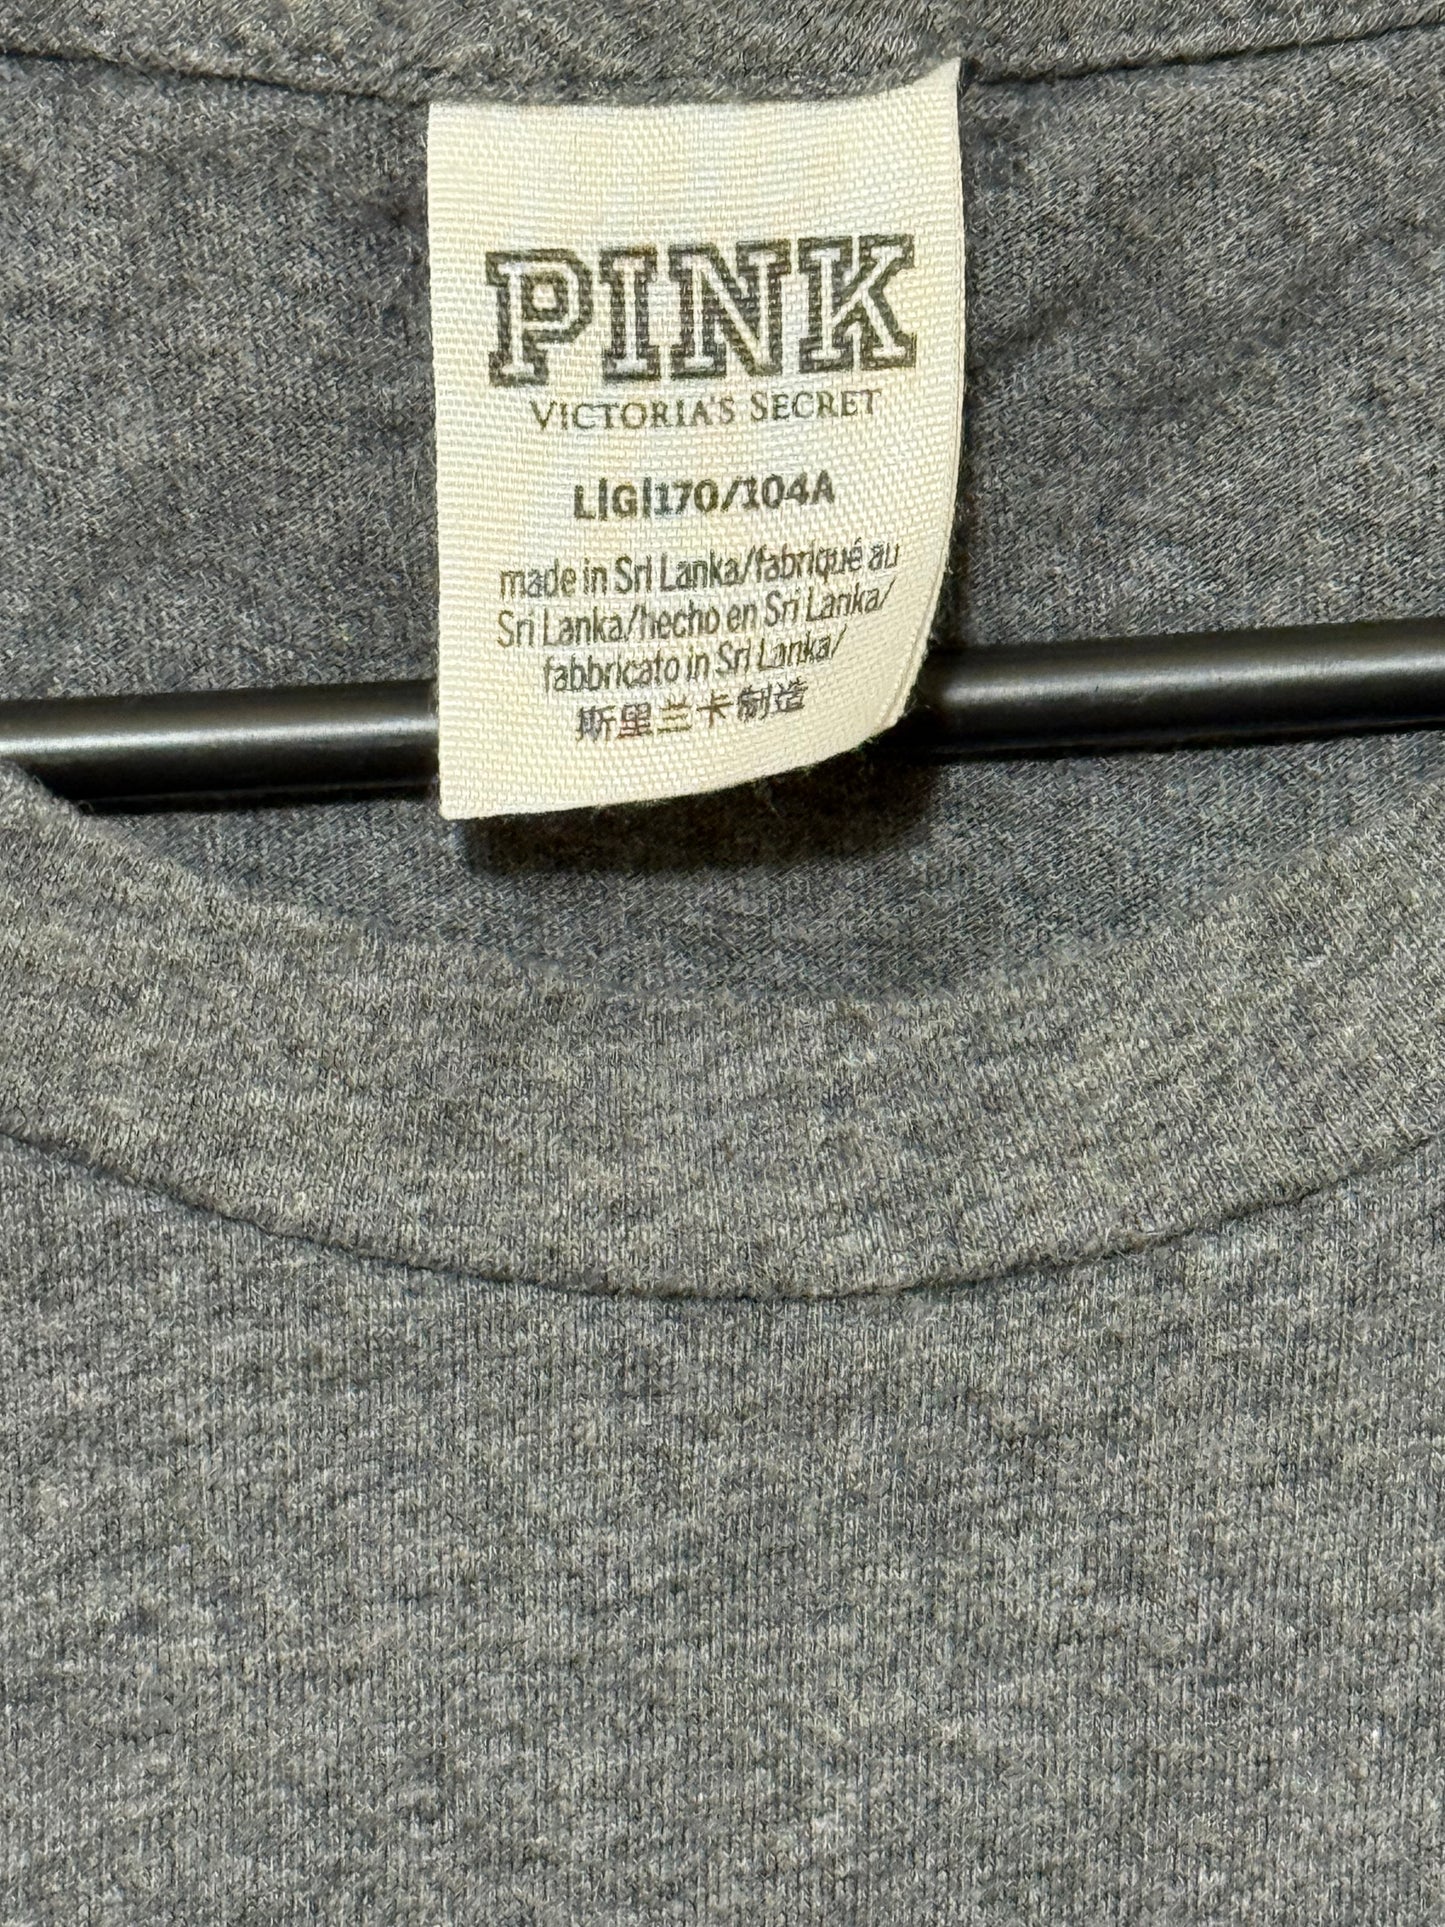 PINK
VICTORIA'S SECRET
L|G|170/104A
made in Sri Lanka/fabriqué au
Sri Lanka/hecho en Sri Lanka/
fabbricato in Sri Lanka/
斯里兰卡制造